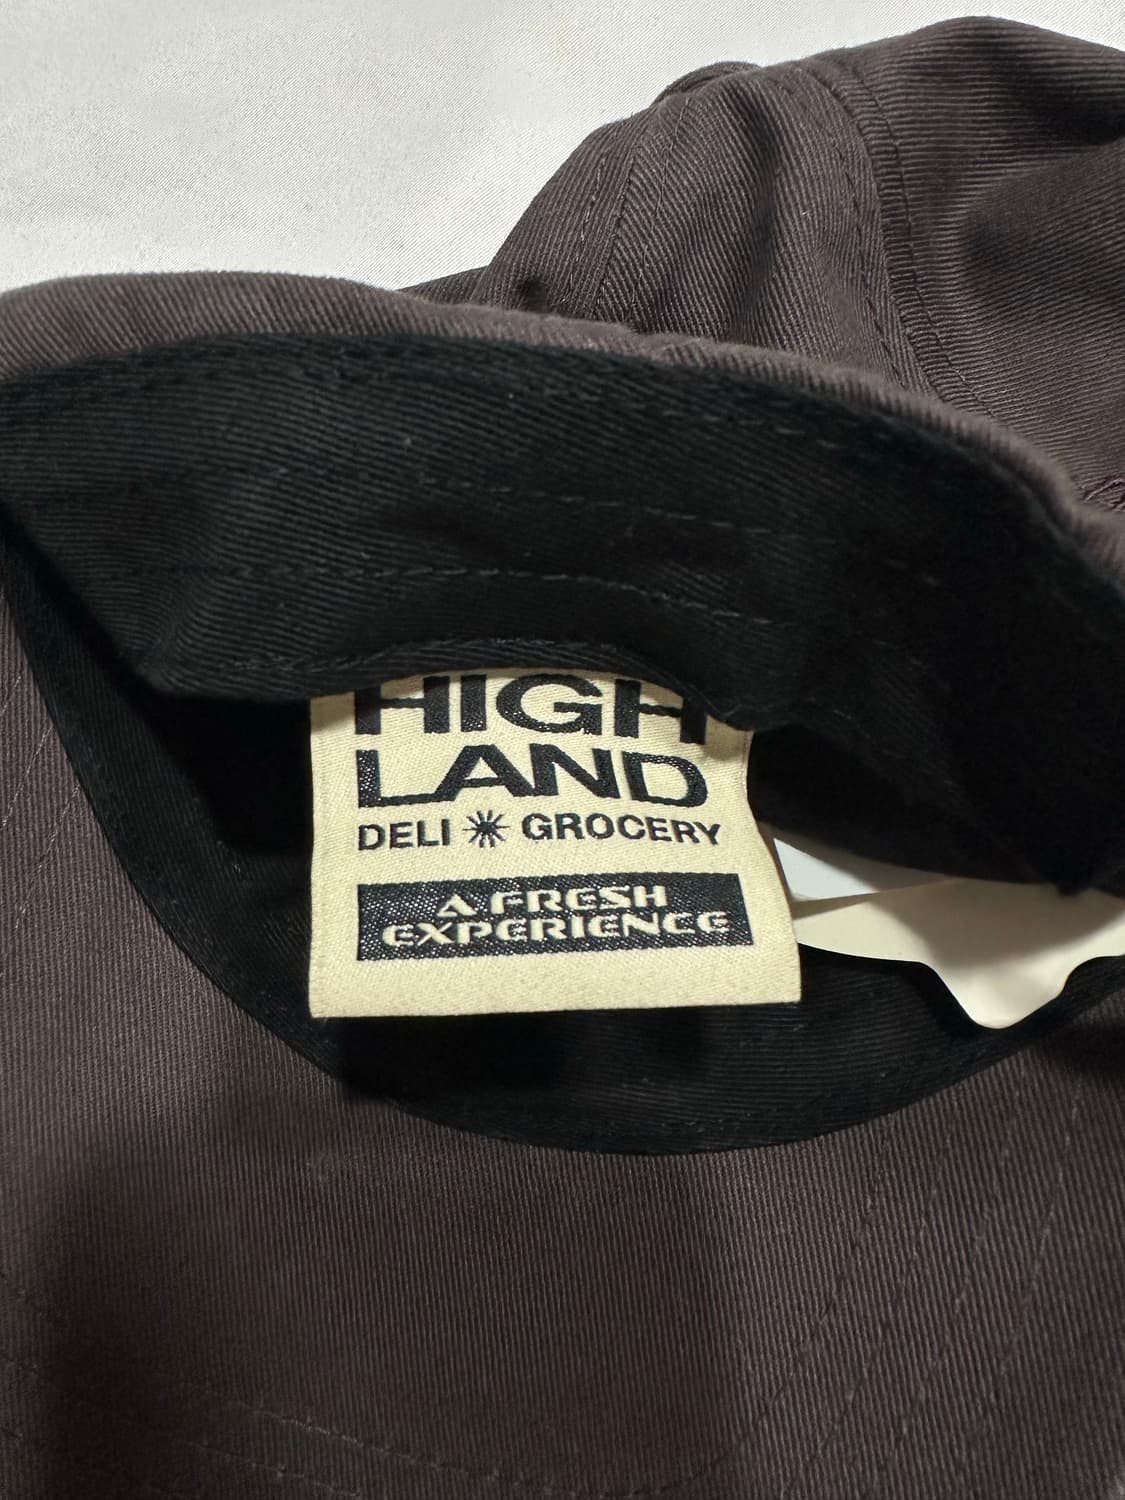 HIGH
LAND
DELI ✷ GROCERY
A FRESH
EXPERIENCE